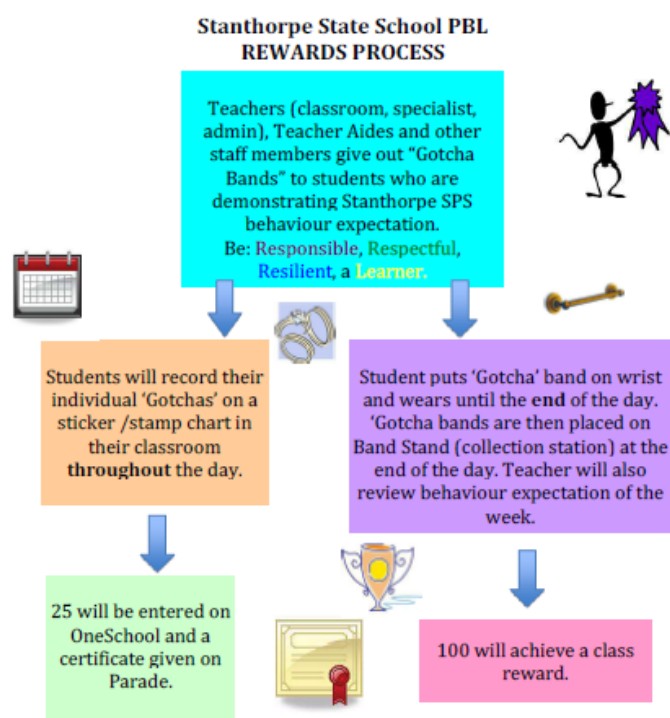 Stanthorpe State School PBL
REWARDS PROCESS
Teachers (classroom, specialist,
admin), Teacher Aides and other
staff members give out “Gotcha
Bands” to students who are
demonstrating Stanthorpe SPS
behaviour expectation.
Be: Responsible, Respectful,
Resilient, a Learner.
Students will record their
individual ‘Gotchas’ on a
sticker /stamp chart in
their classroom
throughout the day.
Student puts ‘Gotcha’ band on wrist
and wears until the end of the day.
‘Gotcha bands are then placed on
Band Stand (collection station) at the
end of the day. Teacher will also
review behaviour expectation of the
week.
25 will be entered on
OneSchool and a
certificate given on
Parade.
100 will achieve a class
reward.